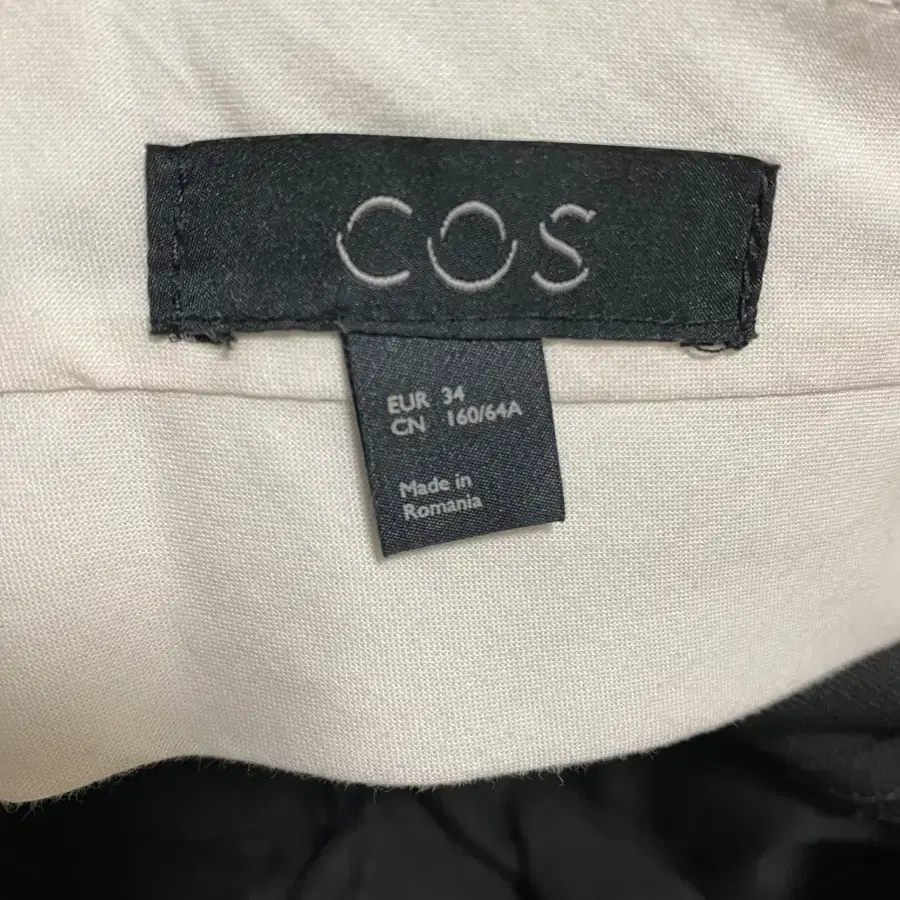 COS
EUR 34
CN 160/64A
Made in
Romania